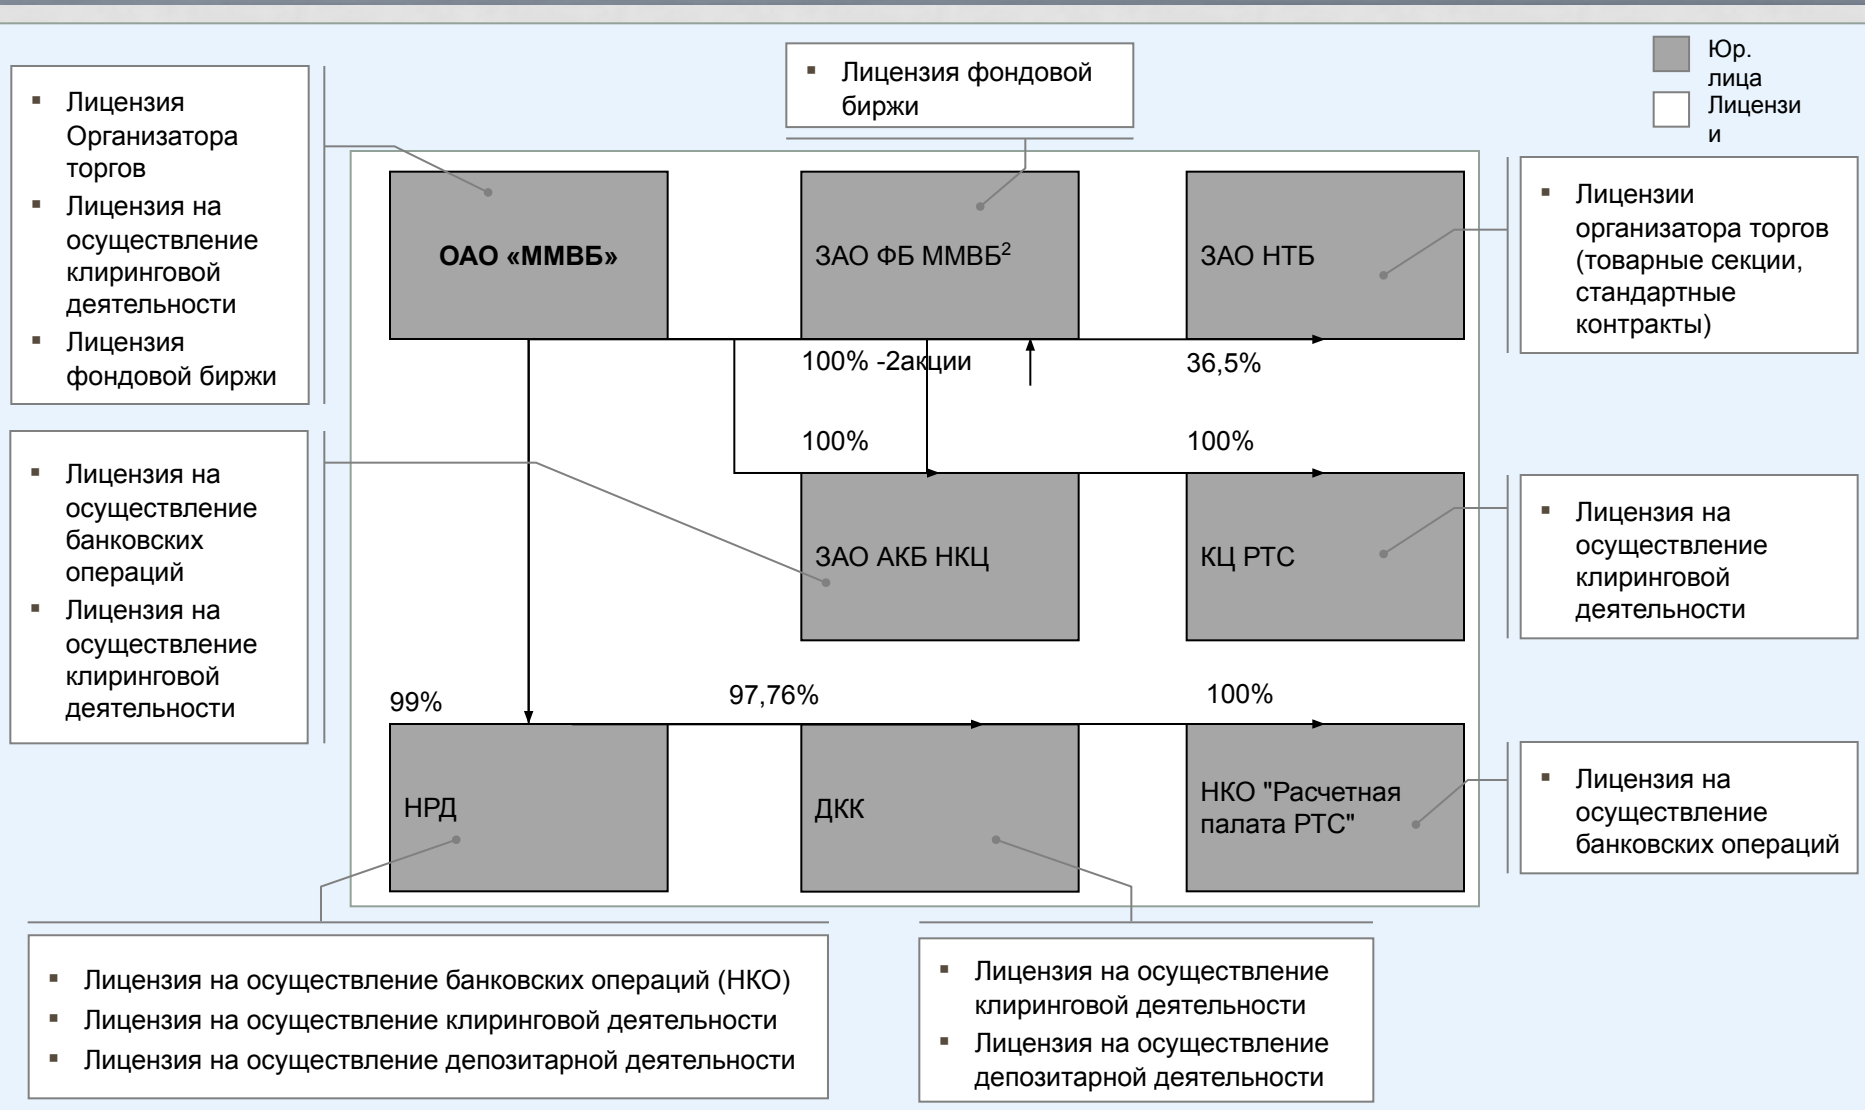 Юр.
лица
Лицензи
и
▪ Лицензия фондовой
биржи
▪ Лицензия
Организатора
торгов
▪ Лицензия на
осуществление
клиринговой
деятельности
▪ Лицензия
фондовой биржи
ОАО «ММВБ»
ЗАО ФБ ММВБ²
ЗАО НТБ
▪ Лицензии
организатора торгов
(товарные секции,
стандартные
контракты)
100% -2акции
36,5%
100%
100%
▪ Лицензия на
осуществление
банковских
операций
▪ Лицензия на
осуществление
клиринговой
деятельности
ЗАО АКБ НКЦ
КЦ РТС
▪ Лицензия на
осуществление
клиринговой
деятельности
99%
97,76%
100%
НРД
ДКК
НКО "Расчетная
палата РТС"
▪ Лицензия на
осуществление
банковских операций
▪ Лицензия на осуществление банковских операций (НКО)
▪ Лицензия на осуществление клиринговой деятельности
▪ Лицензия на осуществление депозитарной деятельности
▪ Лицензия на осуществление
клиринговой деятельности
▪ Лицензия на осуществление
депозитарной деятельности